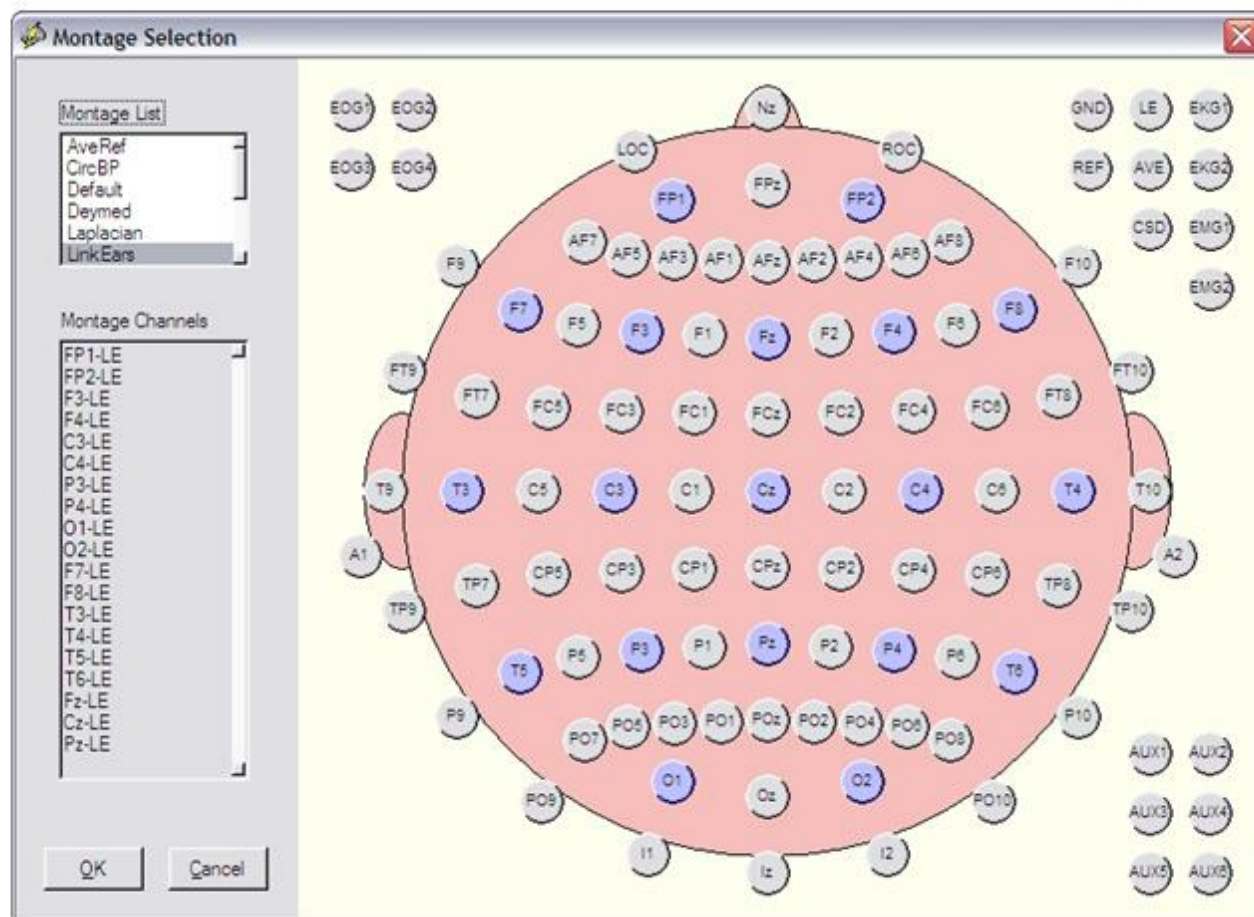 Montage Selection
Montage List
AveRef
CircBP
Default
Deymed
Laplacian
LinkEars
Montage Channels
FP1-LE
FP2-LE
F3-LE
F4-LE
C3-LE
C4-LE
P3-LE
P4-LE
O1-LE
O2-LE
F7-LE
F8-LE
T3-LE
T4-LE
T5-LE
T6-LE
Fz-LE
Cz-LE
Pz-LE
OK Cancel
EOG1 EOG2 Nz GND LE EKG1
LOC ROC
EOG3 EOG4 REF AVE EKG2
FP1 FPz FP2
CSD EMG1
AF7 AF5 AF3 AF1 AFz AF2 AF4 AF6 AF8
F9 F10
EMG2
F7 F5 F3 F1 Fz F2 F4 F6 F8
FT9 FT10
FT7 FC5 FC3 FC1 FCz FC2 FC4 FC6 FT8
T9 T3 C5 C3 C1 Cz C2 C4 C6 T4 T10
A1 A2
TP7 CP5 CP3 CP1 CPz CP2 CP4 CP6 TP8
TP9 TP10
T5 P5 P3 P1 Pz P2 P4 P6 T6
P9 P10
PO7 PO5 PO3 PO1 POz PO2 PO4 PO6 PO8
AUX1 AUX2
O1 Oz O2
PO9 PO10
AUX3 AUX4
I1 Iz I2
AUX5 AUX6